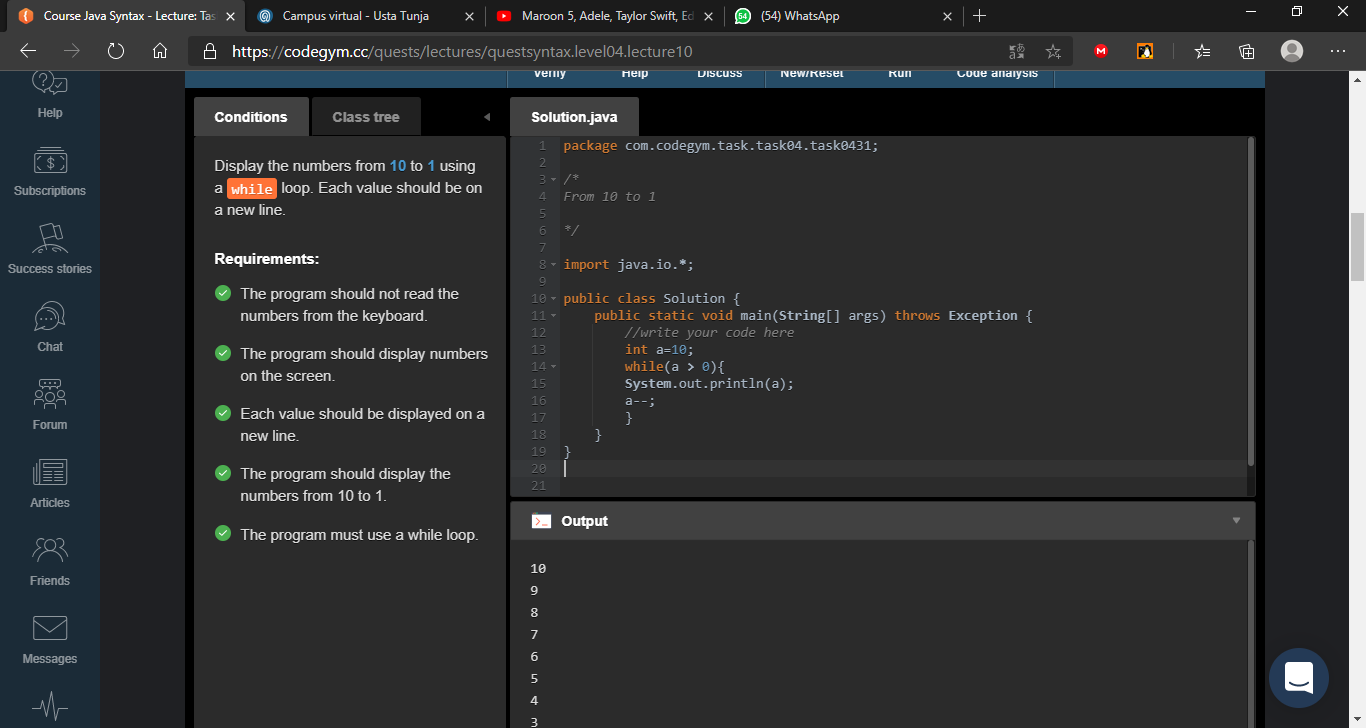 Course Java Syntax - Lecture: Tas
Campus virtual - Usta Tunja
Maroon 5, Adele, Taylor Swift, Ed
(54) WhatsApp
https://codegym.cc/quests/lectures/questsyntax.level04.lecture10
Help
Subscriptions
Success stories
Chat
Forum
Articles
Friends
Messages
Verify
Help
Discuss
New/Reset
Run
Code analysis
Conditions
Class tree
Display the numbers from 10 to 1 using
a while loop. Each value should be on
a new line.
Requirements:
The program should not read the
numbers from the keyboard.
The program should display numbers
on the screen.
Each value should be displayed on a
new line.
The program should display the
numbers from 10 to 1.
The program must use a while loop.
Solution.java
1 package com.codegym.task.task04.task0431;
2
3 /*
4 From 10 to 1
5
6 */
7
8 import java.io.*;
9
10 public class Solution {
11 public static void main(String[] args) throws Exception {
12 //write your code here
13 int a=10;
14 while(a > 0){
15 System.out.println(a);
16 a--;
17 }
18 }
19 }
20
21
Output
10
9
8
7
6
5
4
3